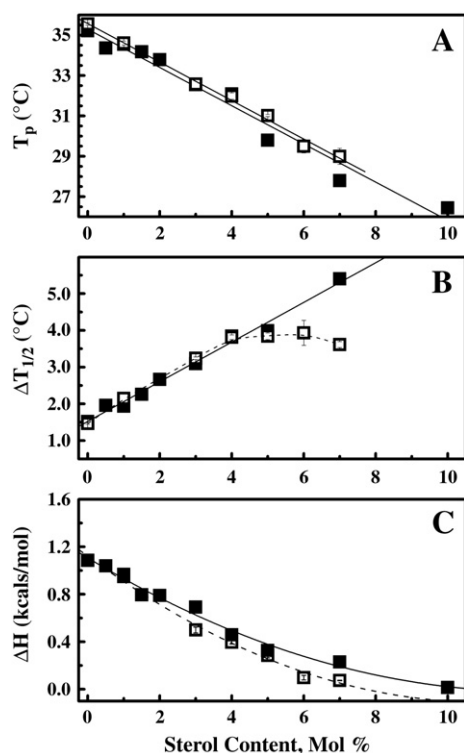 A
35
33
31
29
27
Tp (°C)
0 2 4 6 8 10
B
5.0
4.0
3.0
2.0
1.0
ΔT1/2 (°C)
0 2 4 6 8 10
C
1.6
1.2
0.8
0.4
0.0
ΔH (kcals/mol)
0 2 4 6 8 10
Sterol Content, Mol %